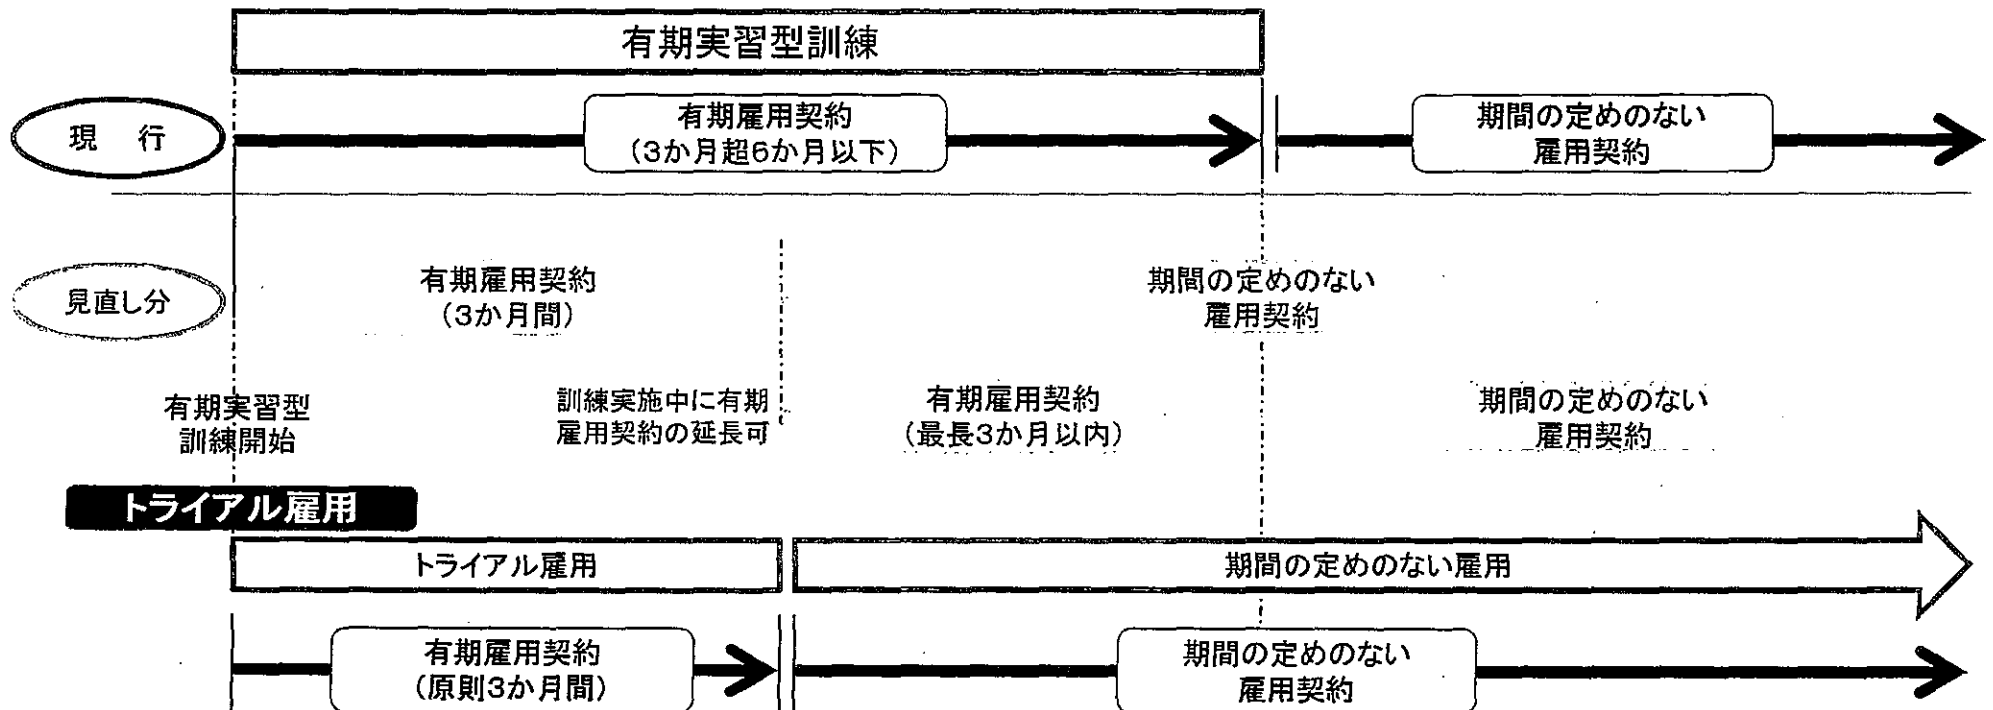 有期実習型訓練
現 行
有期雇用契約
(3か月超6か月以下)
期間の定めのない
雇用契約
見直し分
有期雇用契約
(3か月間)
期間の定めのない
雇用契約
有期実習型
訓練開始
訓練実施中に有期
雇用契約の延長可
有期雇用契約
(最長3か月以内)
期間の定めのない
雇用契約
トライアル雇用
トライアル雇用
期間の定めのない雇用
有期雇用契約
(原則3か月間)
期間の定めのない
雇用契約